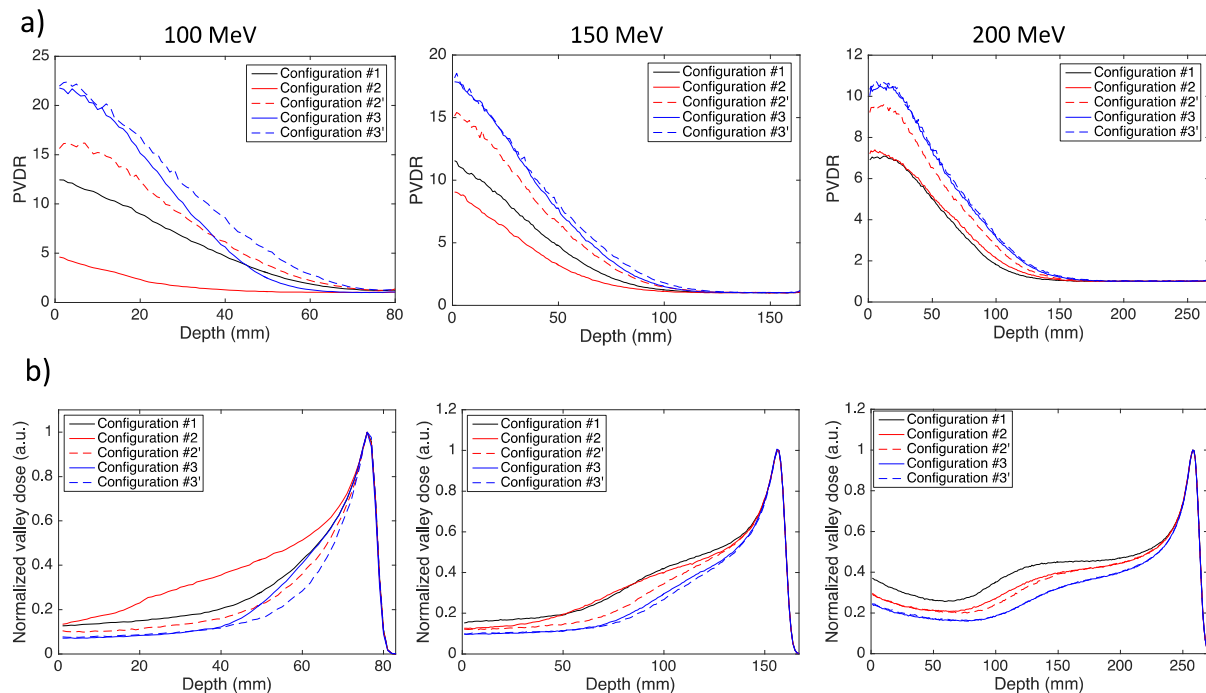 a)
100 MeV
150 MeV
200 MeV
PVDR
25
20
15
10
5
0
Configuration #1
Configuration #2
Configuration #2'
Configuration #3
Configuration #3'
0
20
40
60
80
Depth (mm)
PVDR
20
15
10
5
0
Configuration #1
Configuration #2
Configuration #2'
Configuration #3
Configuration #3'
0
50
100
150
Depth (mm)
PVDR
12
10
8
6
4
2
0
Configuration #1
Configuration #2
Configuration #2'
Configuration #3
Configuration #3'
0
50
100
150
200
250
Depth (mm)
b)
Normalized valley dose (a.u.)
1.2
1
0.8
0.6
0.4
0.2
0
Configuration #1
Configuration #2
Configuration #2'
Configuration #3
Configuration #3'
0
20
40
60
80
Depth (mm)
Normalized valley dose (a.u.)
1.2
1
0.8
0.6
0.4
0.2
0
Configuration #1
Configuration #2
Configuration #2'
Configuration #3
Configuration #3'
0
50
100
150
Depth (mm)
Normalized valley dose (a.u.)
1.2
1
0.8
0.6
0.4
0.2
0
Configuration #1
Configuration #2
Configuration #2'
Configuration #3
Configuration #3'
0
50
100
150
200
250
Depth (mm)